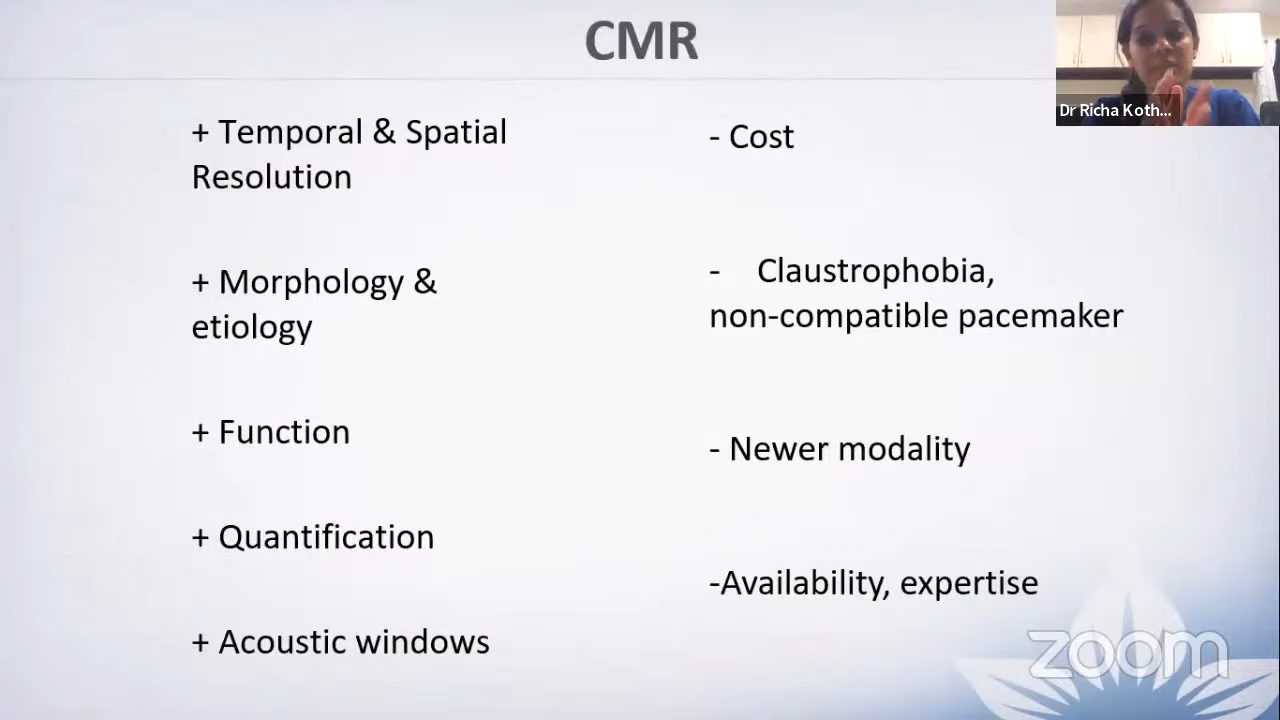 CMR
Dr Richa Koth...
+ Temporal & Spatial
Resolution
+ Morphology &
etiology
+ Function
+ Quantification
+ Acoustic windows
- Cost
- Claustrophobia,
non-compatible pacemaker
- Newer modality
-Availability, expertise
zoom